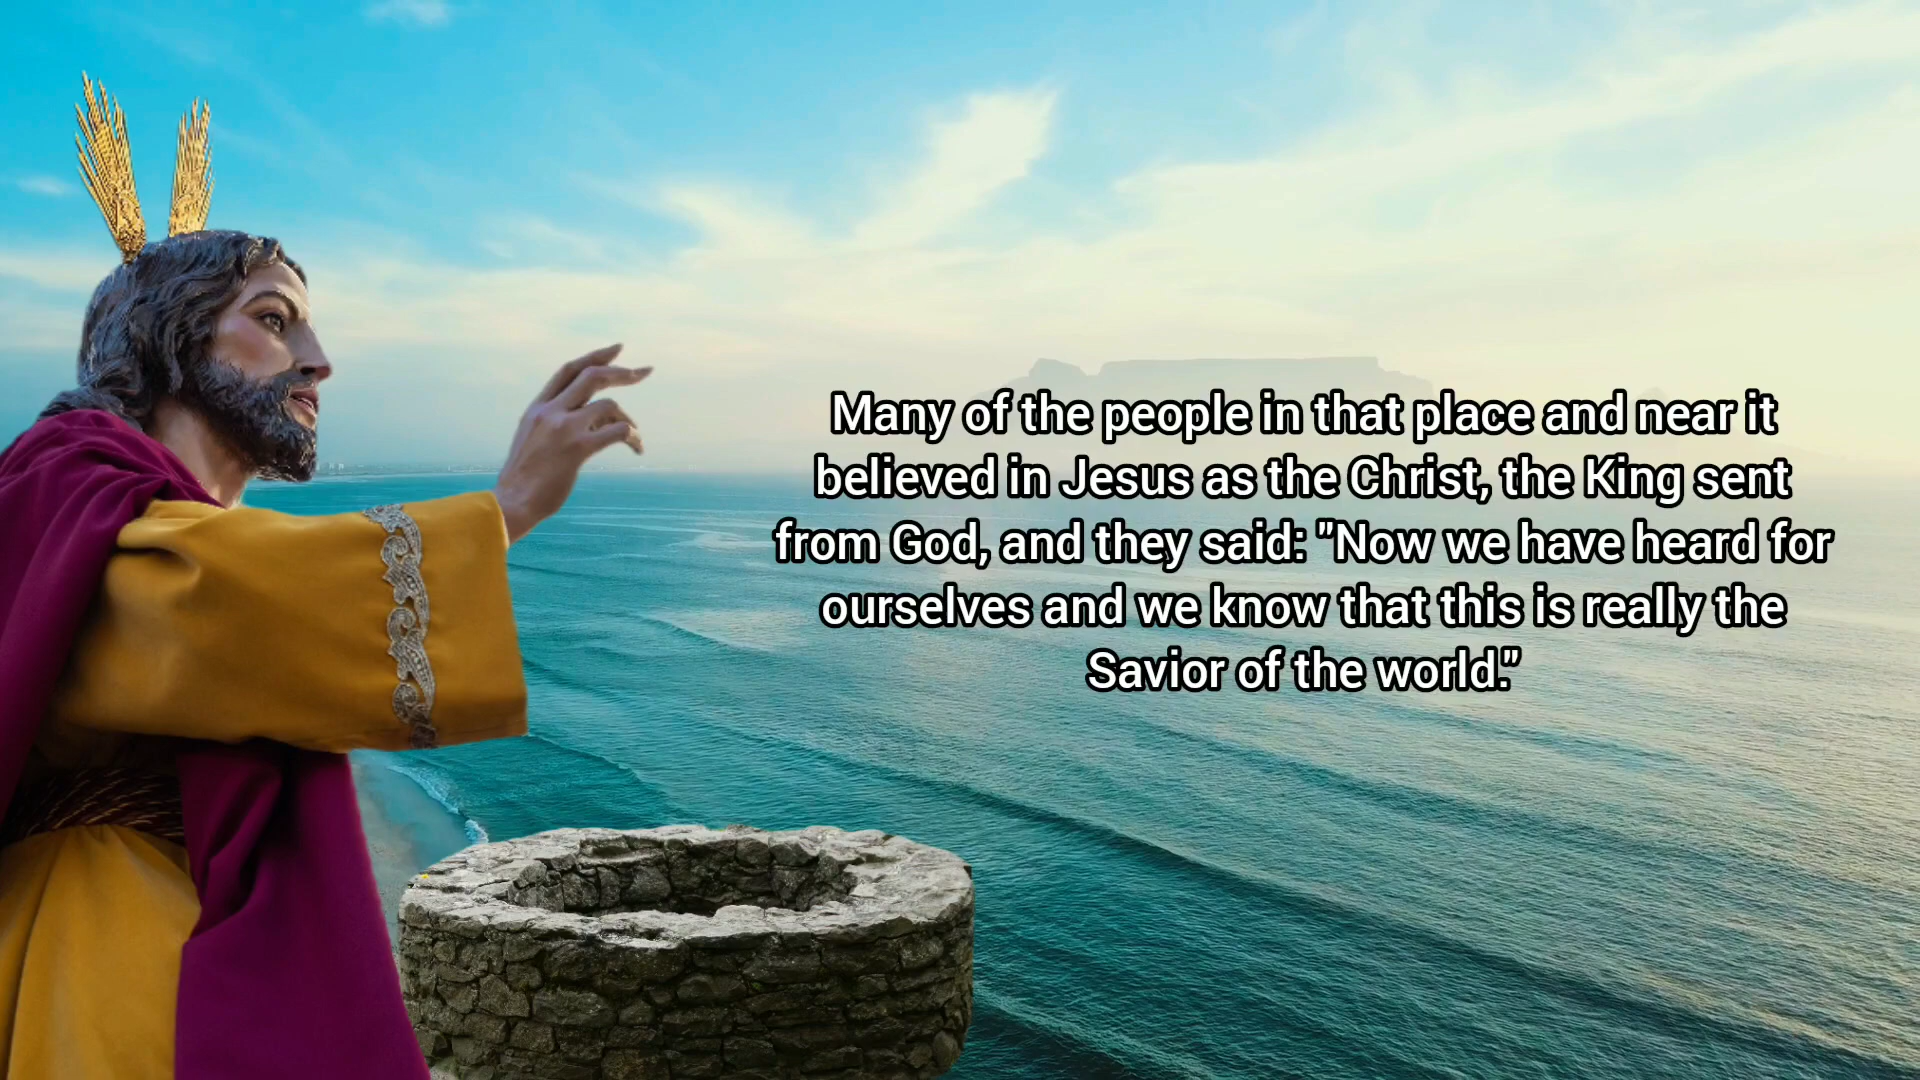 Many of the people in that place and near it
believed in Jesus as the Christ, the King sent
from God, and they said: "Now we have heard for
ourselves and we know that this is really the
Savior of the world."